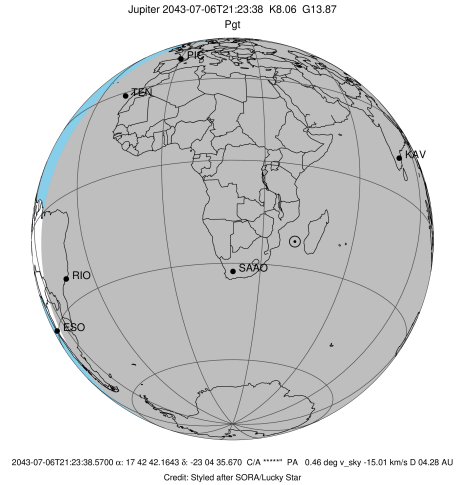 Jupiter 2043-07-06T21:23:38 K8.06 G13.87
Pgt
PIC
TEN
KAV
SAAO
RIO
ESO
2043-07-06T21:23:38.5700 α: 17 42 42.1643 δ: -23 04 35.670 C/A *****" PA 0.46 deg v_sky -15.01 km/s D 04.28 AU
Credit: Styled after SORA/Lucky Star